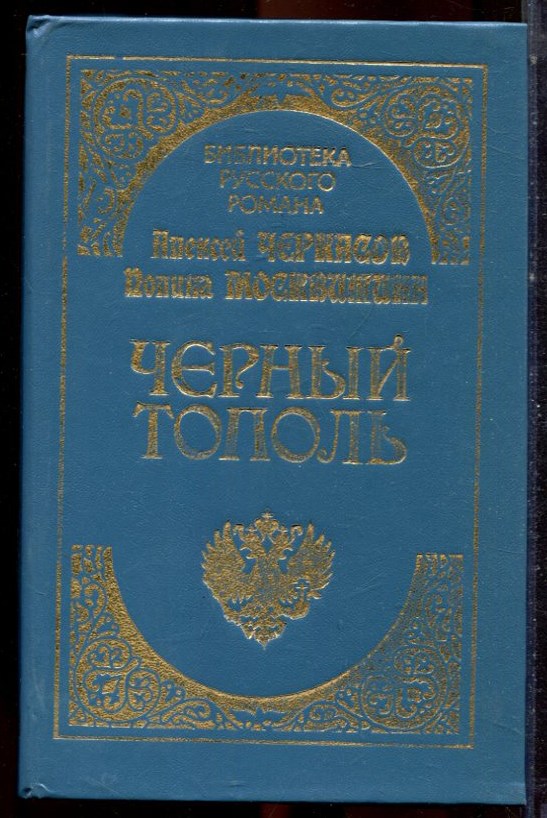 БИБЛИОТЕКА
РУССКОГО
РОМАНА
Алексей ЧЕРКАСОВ
Полина МОСКВИТИНА
ЧЕРНЫЙ
ТОПОЛЬ